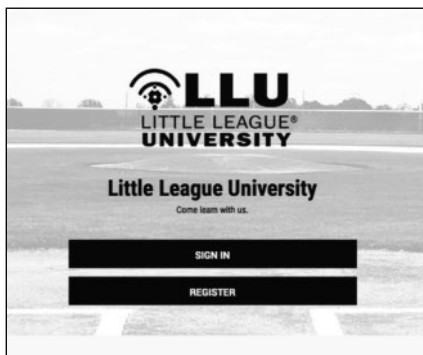 LLU
LITTLE LEAGUE®
UNIVERSITY
Little League University
Come learn with us.
SIGN IN
REGISTER